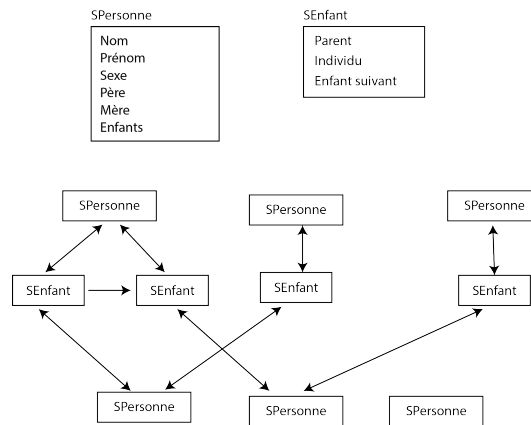 SPersonne
SEnfant
Nom
Prénom
Sexe
Père
Mère
Enfants
Parent
Individu
Enfant suivant
SPersonne
SPersonne
SPersonne
SEnfant
SEnfant
SEnfant
SEnfant
SPersonne
SPersonne
SPersonne